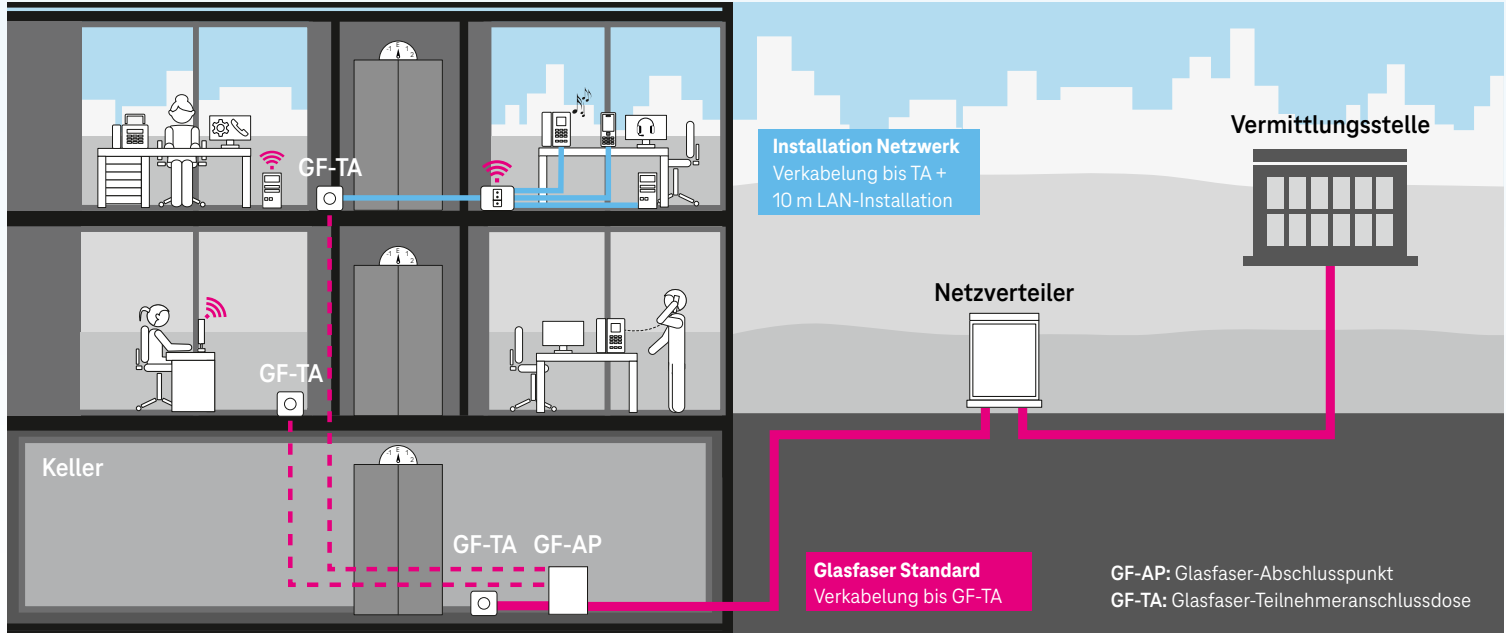 GF-TA
Installation Netzwerk
Verkabelung bis TA +
10 m LAN-Installation
Vermittlungsstelle
Netzverteiler
GF-TA
Keller
GF-TA
GF-AP
Glasfaser Standard
Verkabelung bis GF-TA
GF-AP: Glasfaser-Abschlusspunkt
GF-TA: Glasfaser-Teilnehmeranschlussdose